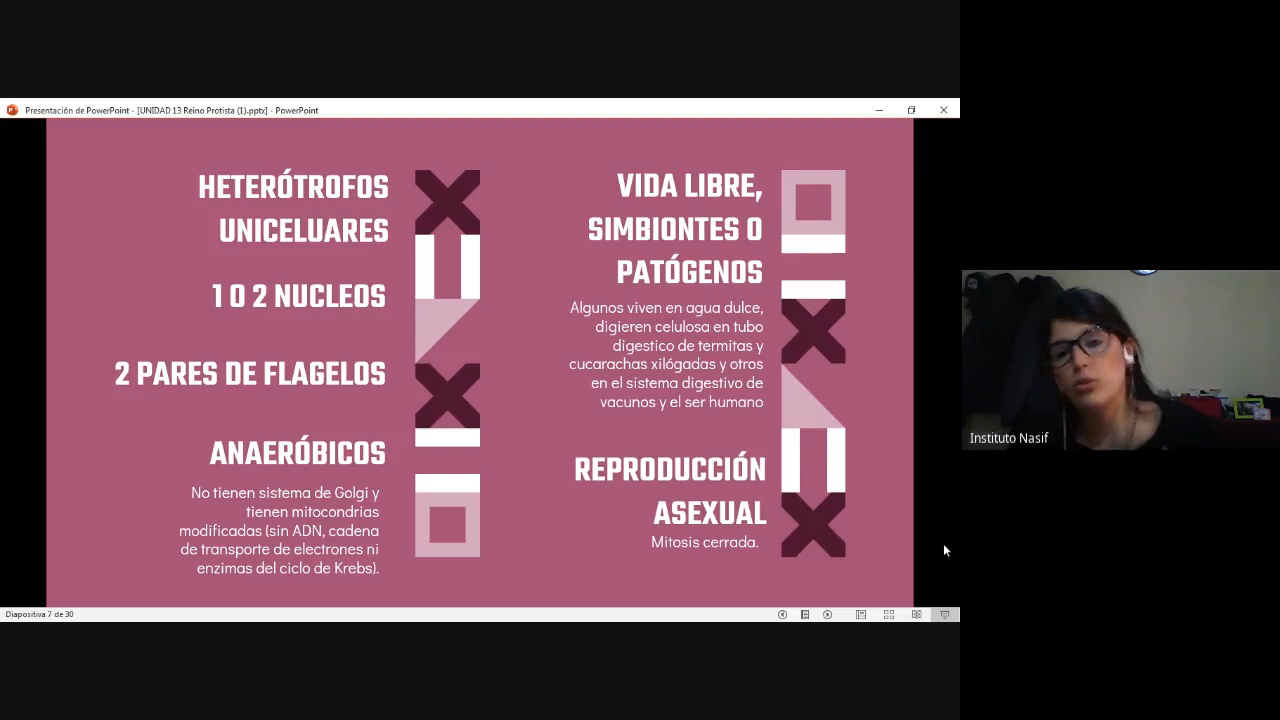 Presentación de PowerPoint - [UNIDAD 13 Reino Protista (1).pptx] - PowerPoint
HETERÓTROFOS
UNICELUARES
1 O 2 NUCLEOS
2 PARES DE FLAGELOS
ANAERÓBICOS
No tienen sistema de Golgi y
tienen mitocondrias
modificadas (sin ADN, cadena
de transporte de electrones ni
enzimas del ciclo de Krebs).
VIDA LIBRE,
SIMBIONTES O
PATÓGENOS
Algunos viven en agua dulce,
digieren celulosa en tubo
digestico de termitas y
cucarachas xilógadas y otros
en el sistema digestivo de
vacunos y el ser humano
REPRODUCCIÓN
ASEXUAL
Mitosis cerrada.
Instituto Nasif
Diapositiva 7 de 30